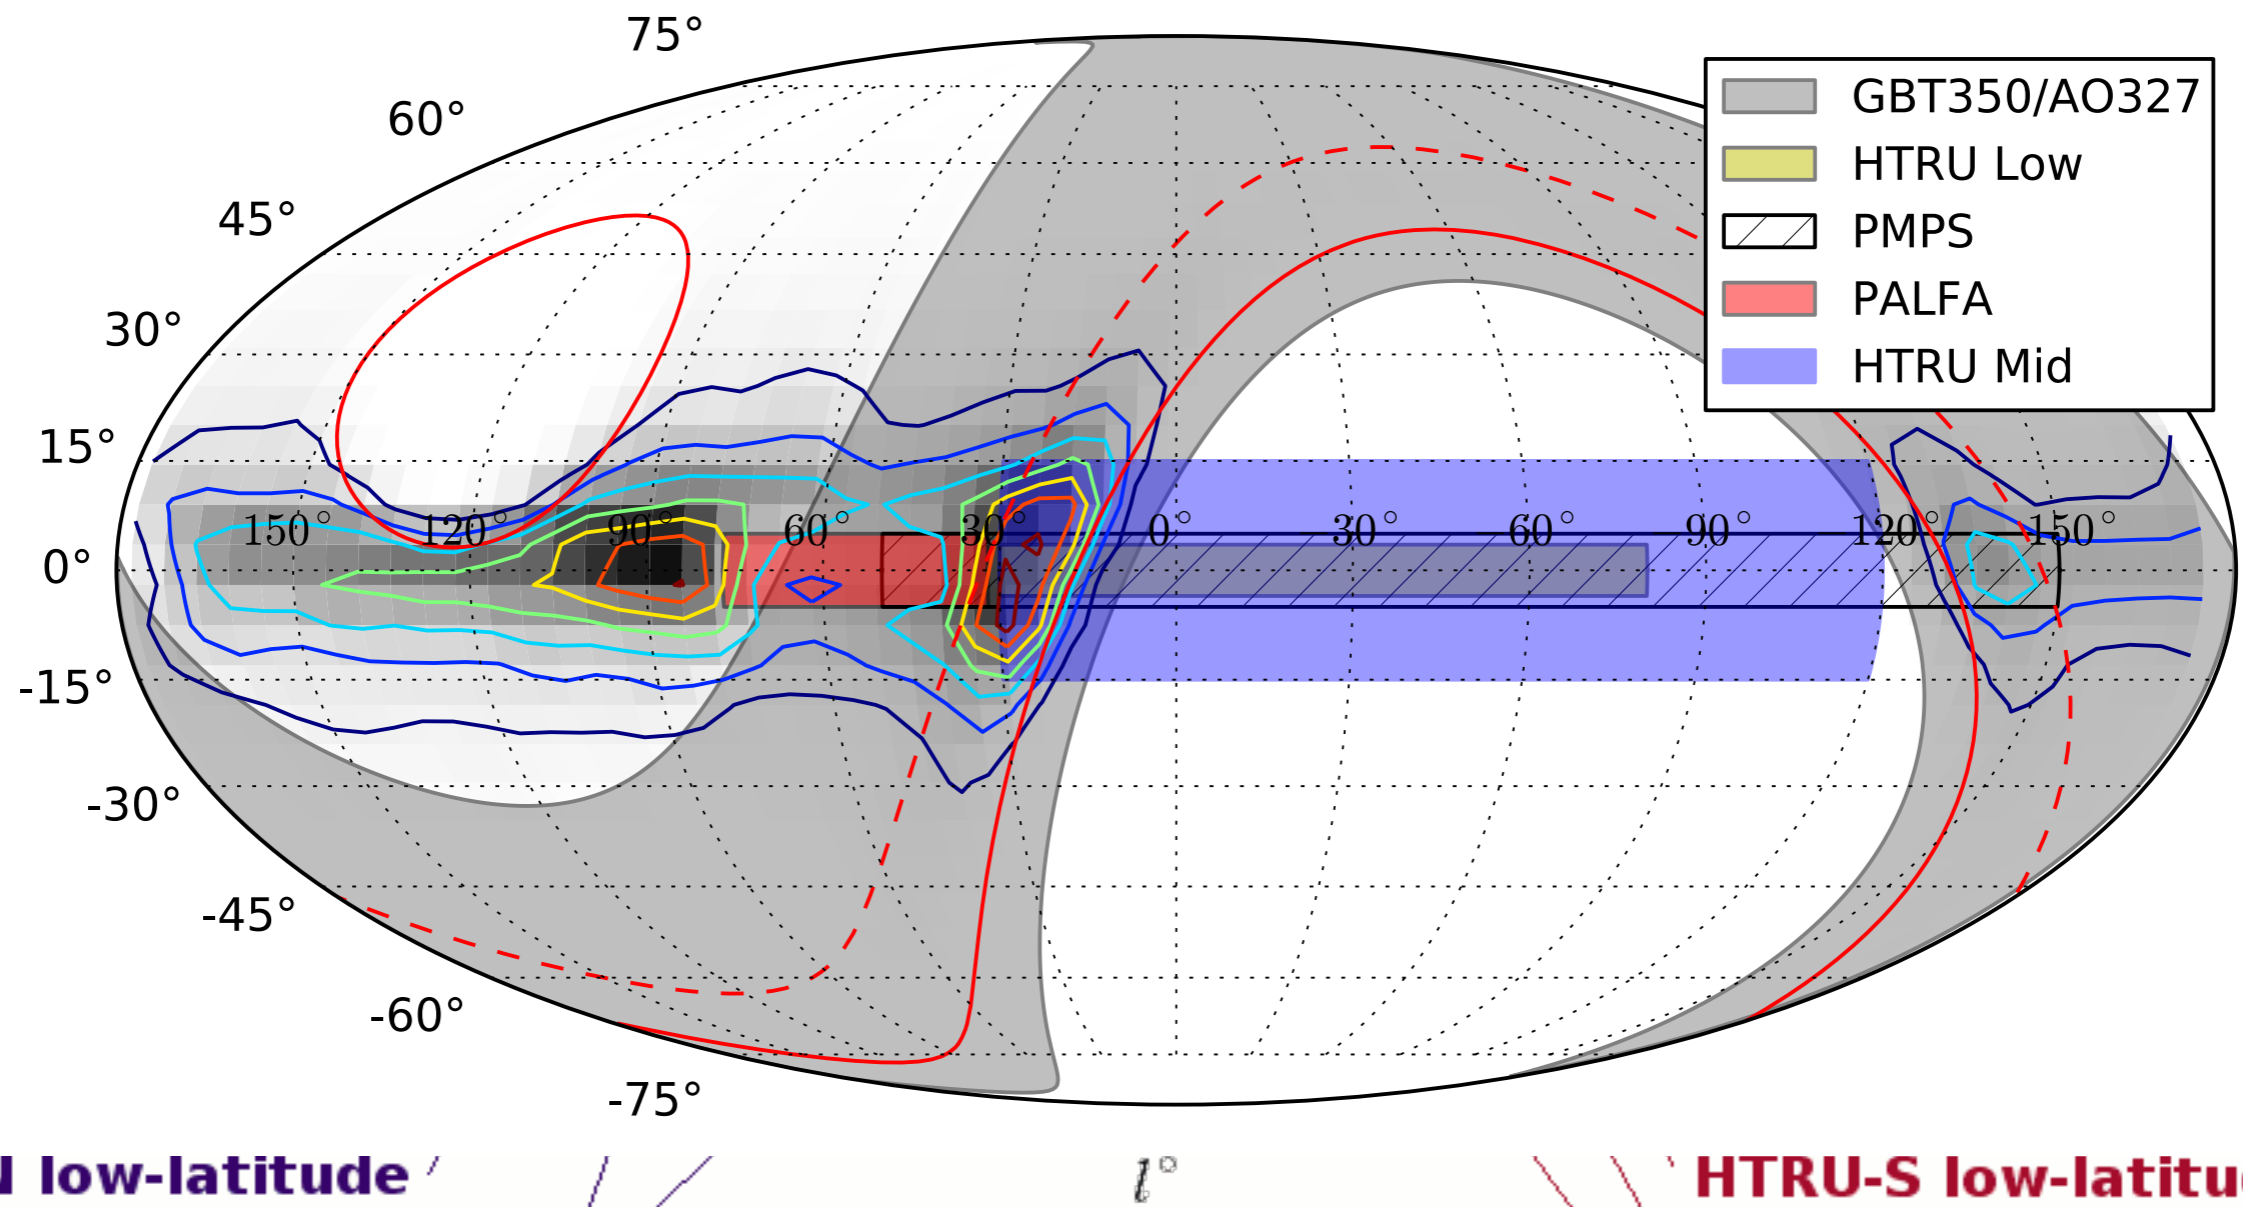 75°
60°
45°
30°
15°
0°
-15°
-30°
-45°
-60°
-75°
150° 120° 90° 60° 30° 0° 30° 60° 90° 120° 150°
GBT350/AO327
HTRU Low
PMPS
PALFA
HTRU Mid
N low-latitude
l°
HTRU-S low-latitu